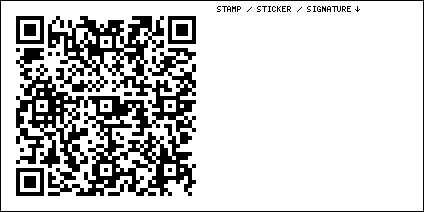 STAMP / STICKER / SIGNATURE ↓